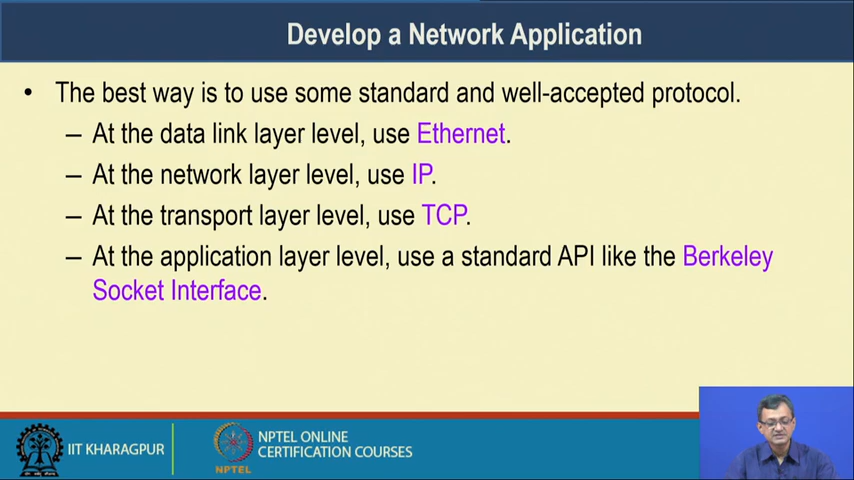 Develop a Network Application
• The best way is to use some standard and well-accepted protocol.
– At the data link layer level, use Ethernet.
– At the network layer level, use IP.
– At the transport layer level, use TCP.
– At the application layer level, use a standard API like the Berkeley
Socket Interface.
IIT KHARAGPUR
NPTEL
NPTEL ONLINE
CERTIFICATION COURSES